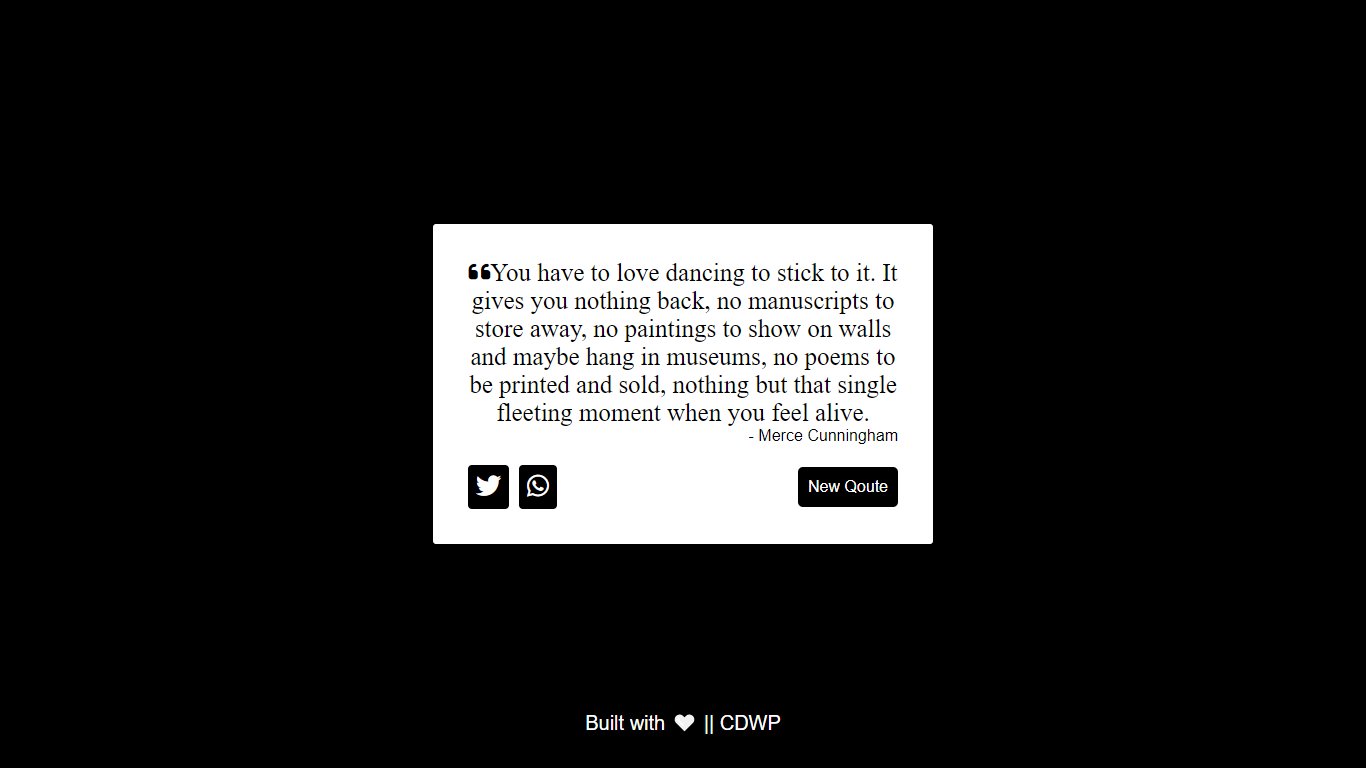 ❝You have to love dancing to stick to it. It
gives you nothing back, no manuscripts to
store away, no paintings to show on walls
and maybe hang in museums, no poems to
be printed and sold, nothing but that single
fleeting moment when you feel alive.
- Merce Cunningham
New Qoute
Built with ♥ || CDWP